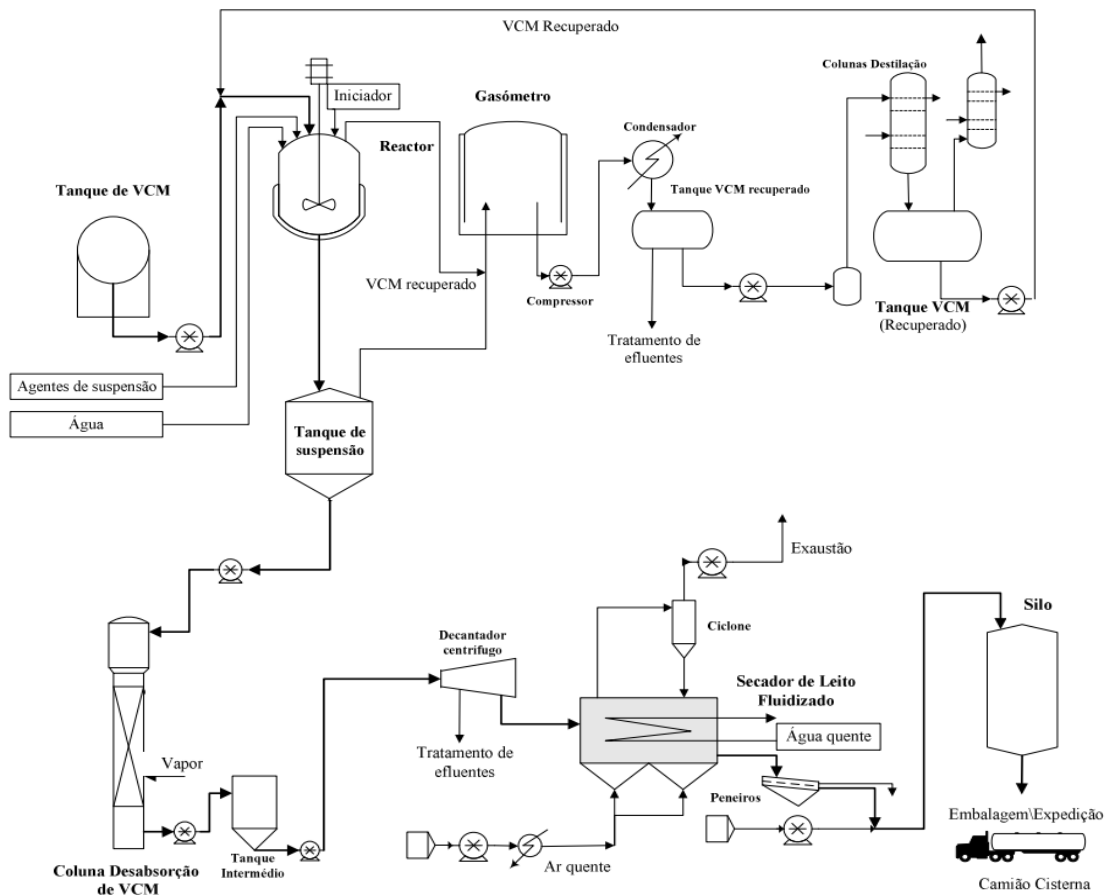 VCM Recuperado
Colunas Destilação
Iniciador
Gasómetro
Condensador
Reactor
Tanque de VCM
Tanque VCM recuperado
VCM recuperado
Compressor
Tanque VCM
(Recuperado)
Tratamento de
efluentes
Agentes de suspensão
Água
Tanque de
suspensão
Exaustão
Silo
Ciclone
Decantador
centrífugo
Secador de Leito
Fluidizado
Água quente
Tratamento de
efluentes
Vapor
Peneiros
Embalagem\Expedição
Tanque
Intermédio
Ar quente
Coluna Desabsorção
de VCM
Camião Cisterna